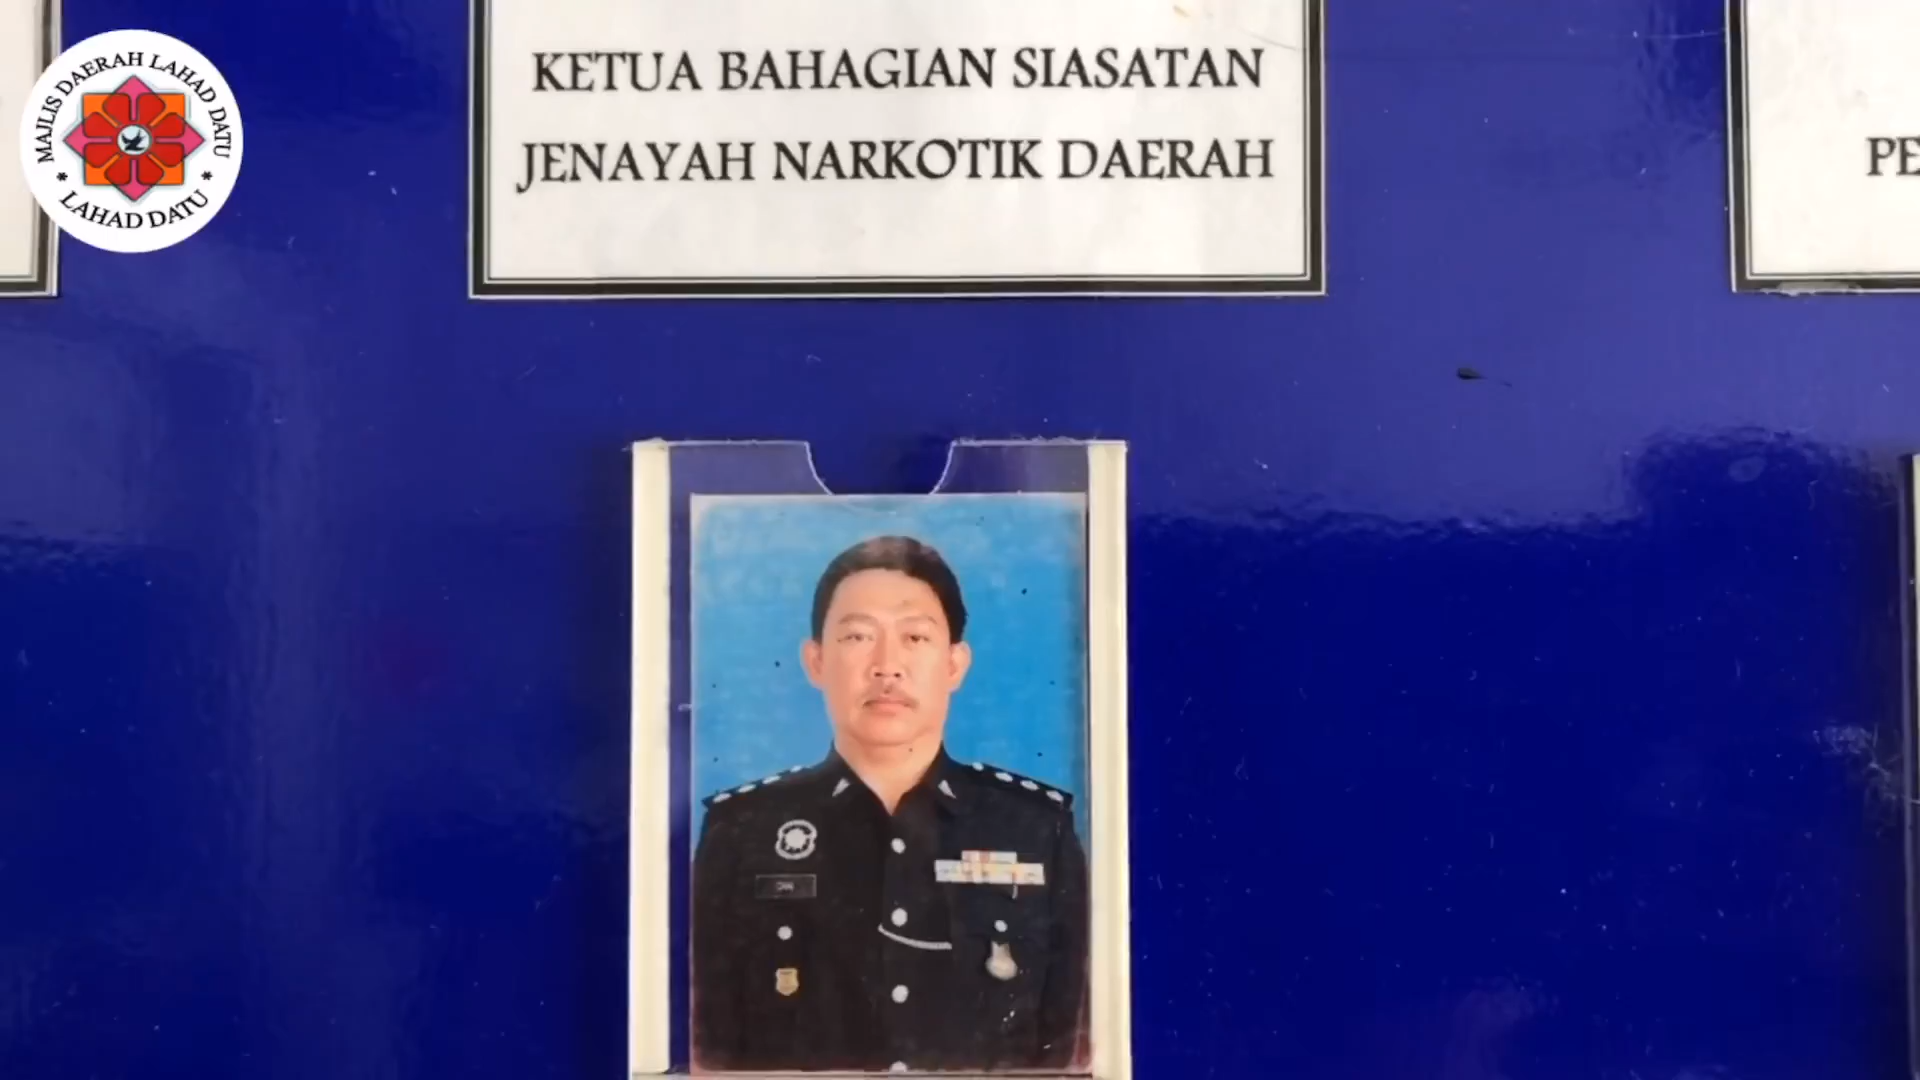 MAJLIS DAERAH LAHAD DATU
* LAHAD DATU *
KETUA BAHAGIAN SIASATAN
JENAYAH NARKOTIK DAERAH
PE